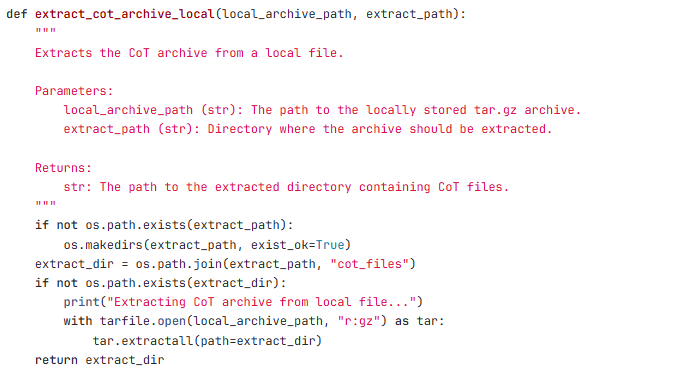 def extract_cot_archive_local(local_archive_path, extract_path):
    """
    Extracts the CoT archive from a local file.

    Parameters:
        local_archive_path (str): The path to the locally stored tar.gz archive.
        extract_path (str): Directory where the archive should be extracted.

    Returns:
        str: The path to the extracted directory containing CoT files.
    """
    if not os.path.exists(extract_path):
        os.makedirs(extract_path, exist_ok=True)
    extract_dir = os.path.join(extract_path, "cot_files")
    if not os.path.exists(extract_dir):
        print("Extracting CoT archive from local file...")
        with tarfile.open(local_archive_path, "r:gz") as tar:
            tar.extractall(path=extract_dir)
    return extract_dir